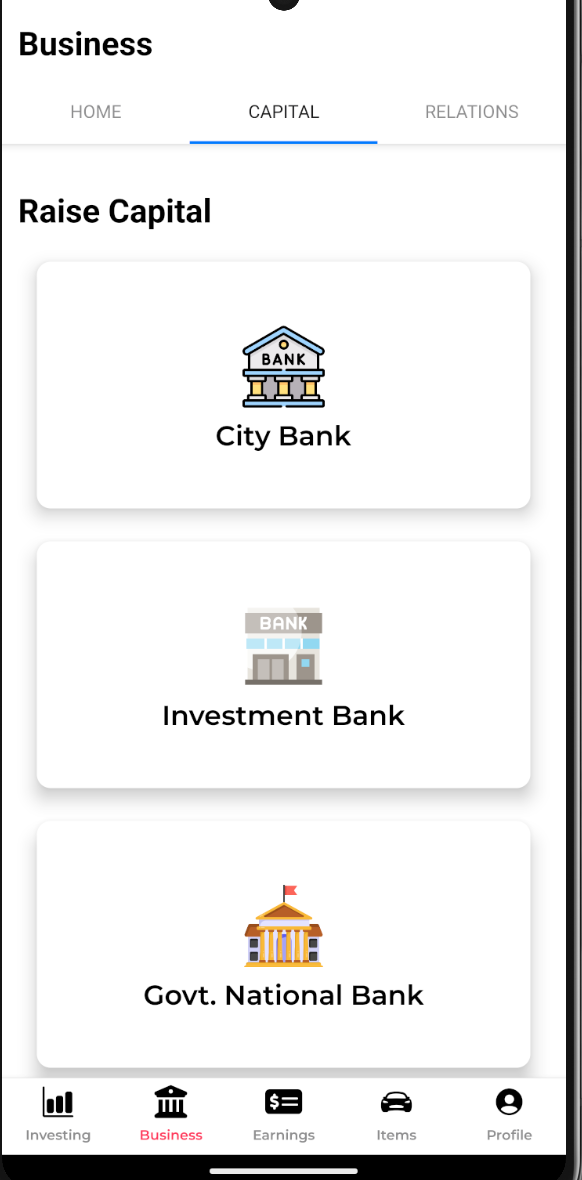 Business
HOME CAPITAL RELATIONS
Raise Capital
BANK
City Bank
BANK
Investment Bank
Govt. National Bank
$
Investing Business Earnings Items Profile